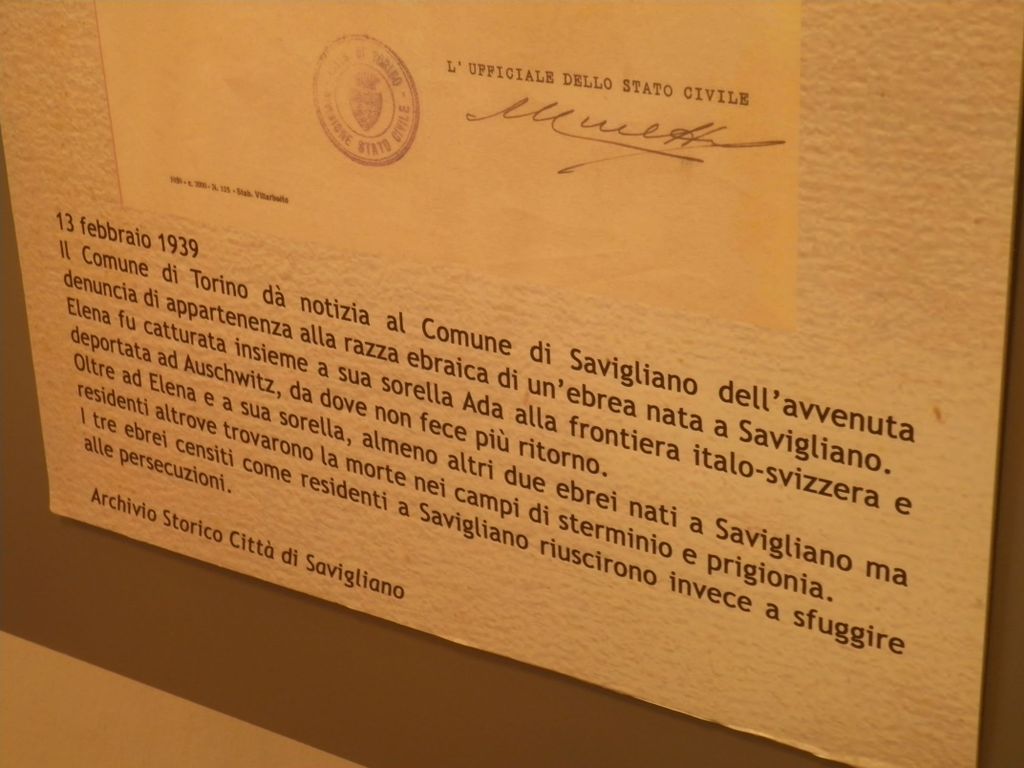 L'UFFICIALE DELLO STATO CIVILE
DI TORINO
STATO CIVILE
13 febbraio 1939
Il Comune di Torino dà notizia al Comune di Savigliano dell'avvenuta
denuncia di appartenenza alla razza ebraica di un'ebrea nata a Savigliano.
Elena fu catturata insieme a sua sorella Ada alla frontiera italo-svizzera e
deportata ad Auschwitz, da dove non fece più ritorno.
Oltre ad Elena e a sua sorella, almeno altri due ebrei nati a Savigliano ma
residenti altrove trovarono la morte nei campi di sterminio e prigionia.
I tre ebrei censiti come residenti a Savigliano riuscirono invece a sfuggire
alle persecuzioni.
Archivio Storico Città di Savigliano